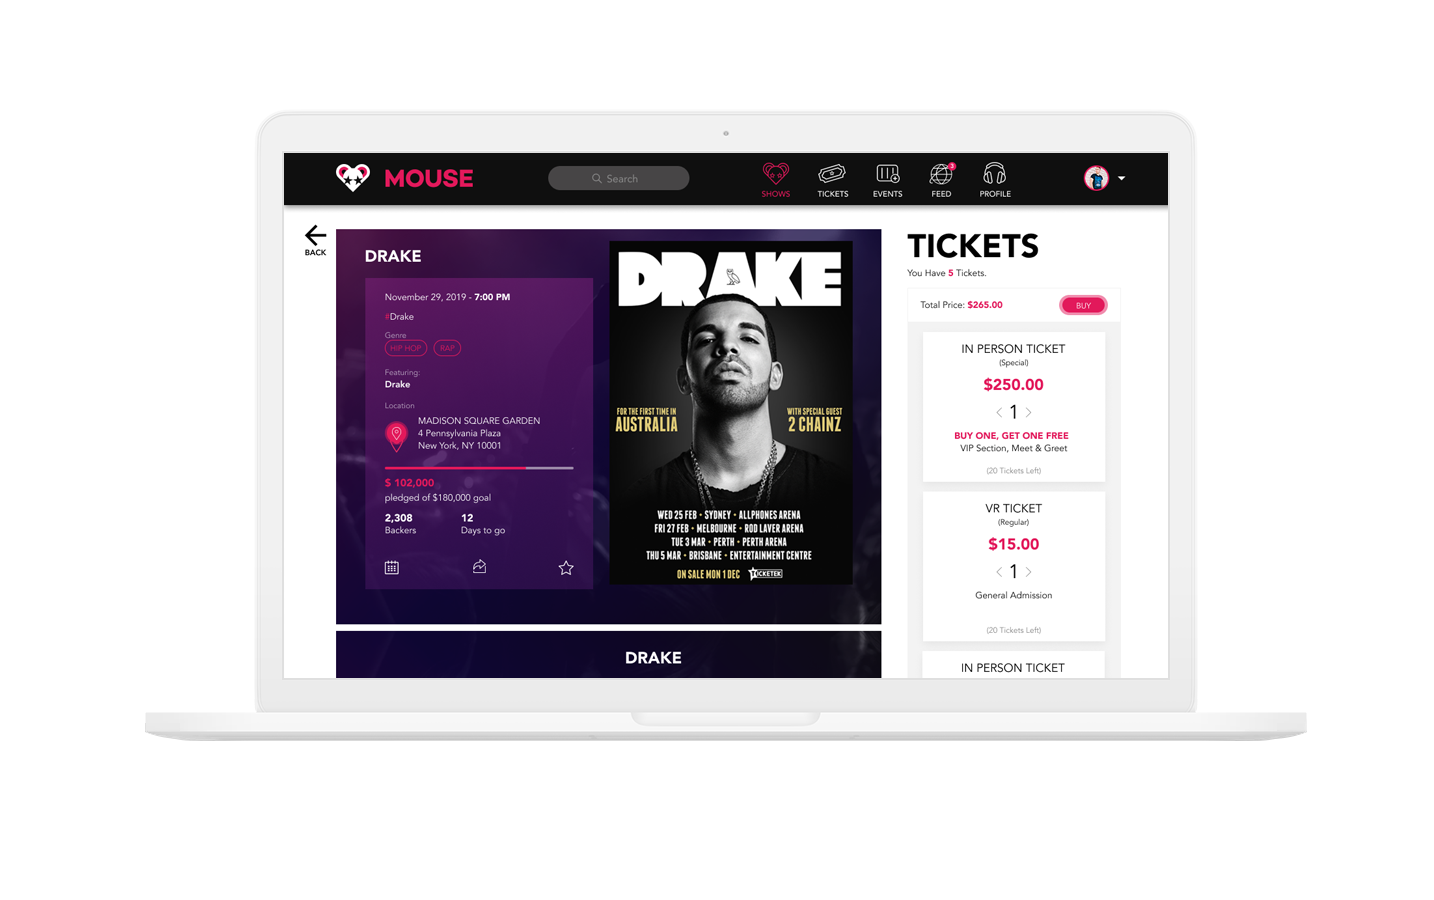 MOUSE
Search
SHOWS
TICKETS
EVENTS
3
FEED
PROFILE
BACK
DRAKE
November 29, 2019 - 7:00 PM
#Drake
Genre
HIP HOP
RAP
Featuring:
Drake
Location
MADISON SQUARE GARDEN
4 Pennsylvania Plaza
New York, NY 10001
$ 102,000
pledged of $180,000 goal
2,308
Backers
12
Days to go
DRAKE
FOR THE FIRST TIME IN
AUSTRALIA
WITH SPECIAL GUEST
2 CHAINZ
WED 25 FEB • SYDNEY • ALLPHONES ARENA
FRI 27 FEB • MELBOURNE • ROD LAVER ARENA
TUE 3 MAR • PERTH • PERTH ARENA
THU 5 MAR • BRISBANE • ENTERTAINMENT CENTRE
ON SALE MON 1 DEC TICKETEK
DRAKE
TICKETS
You Have 5 Tickets.
Total Price: $265.00
BUY
IN PERSON TICKET
(Special)
$250.00
1
BUY ONE, GET ONE FREE
VIP Section, Meet & Greet
(20 Tickets Left)
VR TICKET
(Regular)
$15.00
1
General Admission
(20 Tickets Left)
IN PERSON TICKET